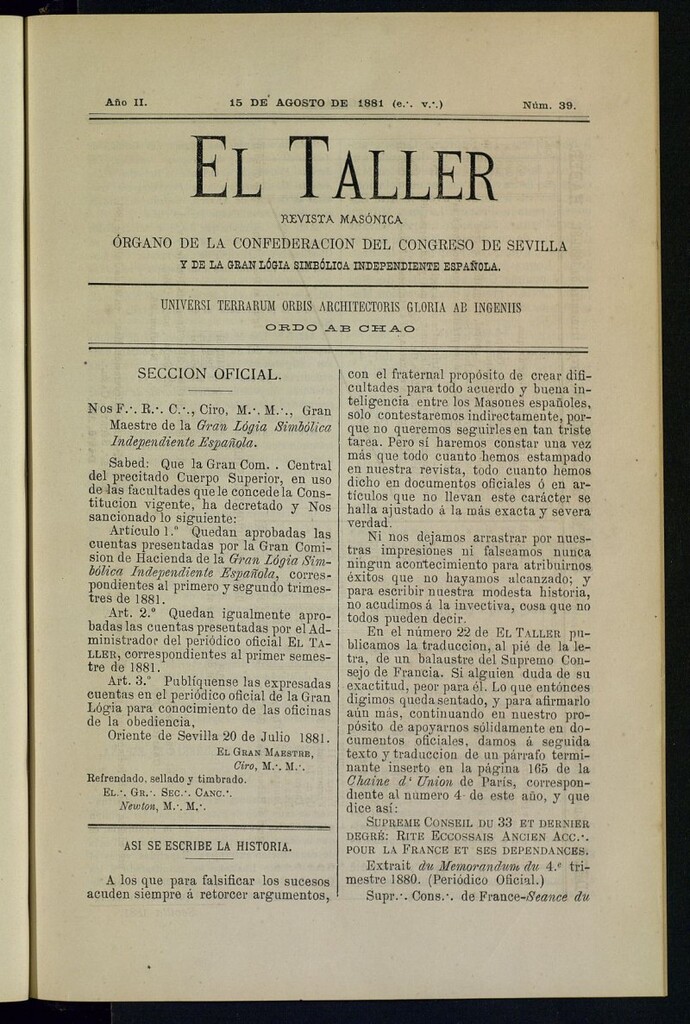 Año II.
15 DE AGOSTO DE 1881 (e.·. v.·.)
Núm. 39.
EL TALLER
REVISTA MASÓNICA
ÓRGANO DE LA CONFEDERACION DEL CONGRESO DE SEVILLA
Y DE LA GRAN LÓGIA SIMBÓLICA INDEPENDIENTE ESPAÑOLA.
UNIVERSI TERRARUM ORBIS ARCHITECTORIS GLORIA AB INGENIIS
ORDO AB CHAO
SECCION OFICIAL.
Nos F.·. R.·. C.·., Ciro, M.·. M.·., Gran
Maestre de la Gran Lógia Simbólica
Independiente Española.
Sabed: Que la Gran Com. . Central
del precitado Cuerpo Superior, en uso
de las facultades que le concede la Cons-
titucion vigente, ha decretado y Nos
sancionado lo siguiente:
Artículo 1.º Quedan aprobadas las
cuentas presentadas por la Gran Comi-
sion de Hacienda de la Gran Lógia Sim-
bólica Independiente Española, corres-
pondientes al primero y segundo trimes-
tres de 1881.
Art. 2.º Quedan igualmente apro-
badas las cuentas presentadas por el Ad-
ministrador del periódico oficial EL TA-
LLER, correspondientes al primer semes-
tre de 1881.
Art. 3.º Publíquense las expresadas
cuentas en el periódico oficial de la Gran
Lógia para conocimiento de las oficinas
de la obediencia,
Oriente de Sevilla 20 de Julio 1881.
EL GRAN MAESTRE,
Ciro, M.·. M.·.
Refrendado, sellado y timbrado.
EL.·. GR.·. SEC.·. CANC.·.
Newton, M.·. M.·.
ASI SE ESCRIBE LA HISTORIA.
A los que para falsificar los sucesos
acuden siempre á retorcer argumentos,
con el fraternal propósito de crear difi-
cultades para todo acuerdo y buena in-
teligencia entre los Masones españoles,
solo contestaremos indirectamente, por-
que no queremos seguirles en tan triste
tarea. Pero sí haremos constar una vez
más que todo cuanto hemos estampado
en nuestra revista, todo cuanto hemos
dicho en documentos oficiales ó en ar-
tículos que no llevan este carácter se
halla ajustado á la más exacta y severa
verdad.
Ni nos dejamos arrastrar por nues-
tras impresiones ni falseamos nunca
ningun acontecimiento para atribuirnos
éxitos que no hayamos alcanzado; y
para escribir nuestra modesta historia,
no acudimos á la invectiva, cosa que no
todos pueden decir.
En el número 22 de EL TALLER pu-
blicamos la traduccion, al pié de la le-
tra, de un balaustre del Supremo Con-
sejo de Francia. Si alguien duda de su
exactitud, peor para él. Lo que entónces
digimos queda sentado, y para afirmarlo
aún más, continuando en nuestro pro-
pósito de apoyarnos sólidamente en do-
cumentos oficiales, damos á seguida
texto y traduccion de un párrafo termi-
nante inserto en la página 165 de la
Chaine d' Union de París, correspon-
diente al número 4 de este año, y que
dice así:
SUPREME CONSEIL DU 33 ET DERNIER
DEGRÉ: RITE ECCOSSAIS ANCIEN ACC.·.
POUR LA FRANCE ET SES DEPENDANCES.
Extrait du Memorandum du 4.º tri-
mestre 1880. (Periódico Oficial.)
Supr.·. Cons.·. de France-Seance du